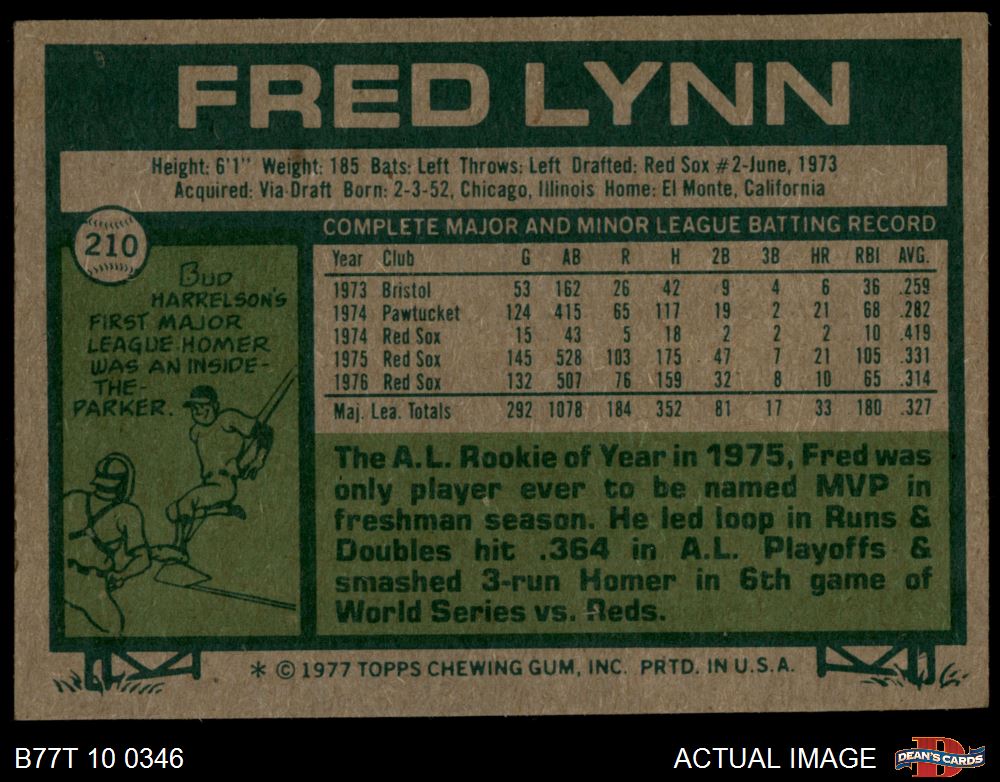 FRED LYNN
Height: 6'1" Weight: 185 Bats: Left Throws: Left Drafted: Red Sox #2-June, 1973
Acquired: Via Draft Born: 2-3-52, Chicago, Illinois Home: El Monte, California
210
BUD
HARRELSON'S
FIRST MAJOR
LEAGUE HOMER
WAS AN INSIDE-
THE-
PARKER.
COMPLETE MAJOR AND MINOR LEAGUE BATTING RECORD
Year Club G AB R H 2B 3B HR RBI AVG.
1973 Bristol 53 162 26 42 9 4 6 36 .259
1974 Pawtucket 124 415 65 117 19 2 21 68 .282
1974 Red Sox 15 43 5 18 2 2 2 10 .419
1975 Red Sox 145 528 103 175 47 7 21 105 .331
1976 Red Sox 132 507 76 159 32 8 10 65 .314
Maj. Lea. Totals 292 1078 184 352 81 17 33 180 .327
The A.L. Rookie of Year in 1975, Fred was
only player ever to be named MVP in
freshman season. He led loop in Runs &
Doubles hit .364 in A.L. Playoffs &
smashed 3-run Homer in 6th game of
World Series vs. Reds.
* © 1977 TOPPS CHEWING GUM, INC. PRTD. IN U.S.A.
B77T 10 0346
ACTUAL IMAGE
D
DEAN'S CARDS